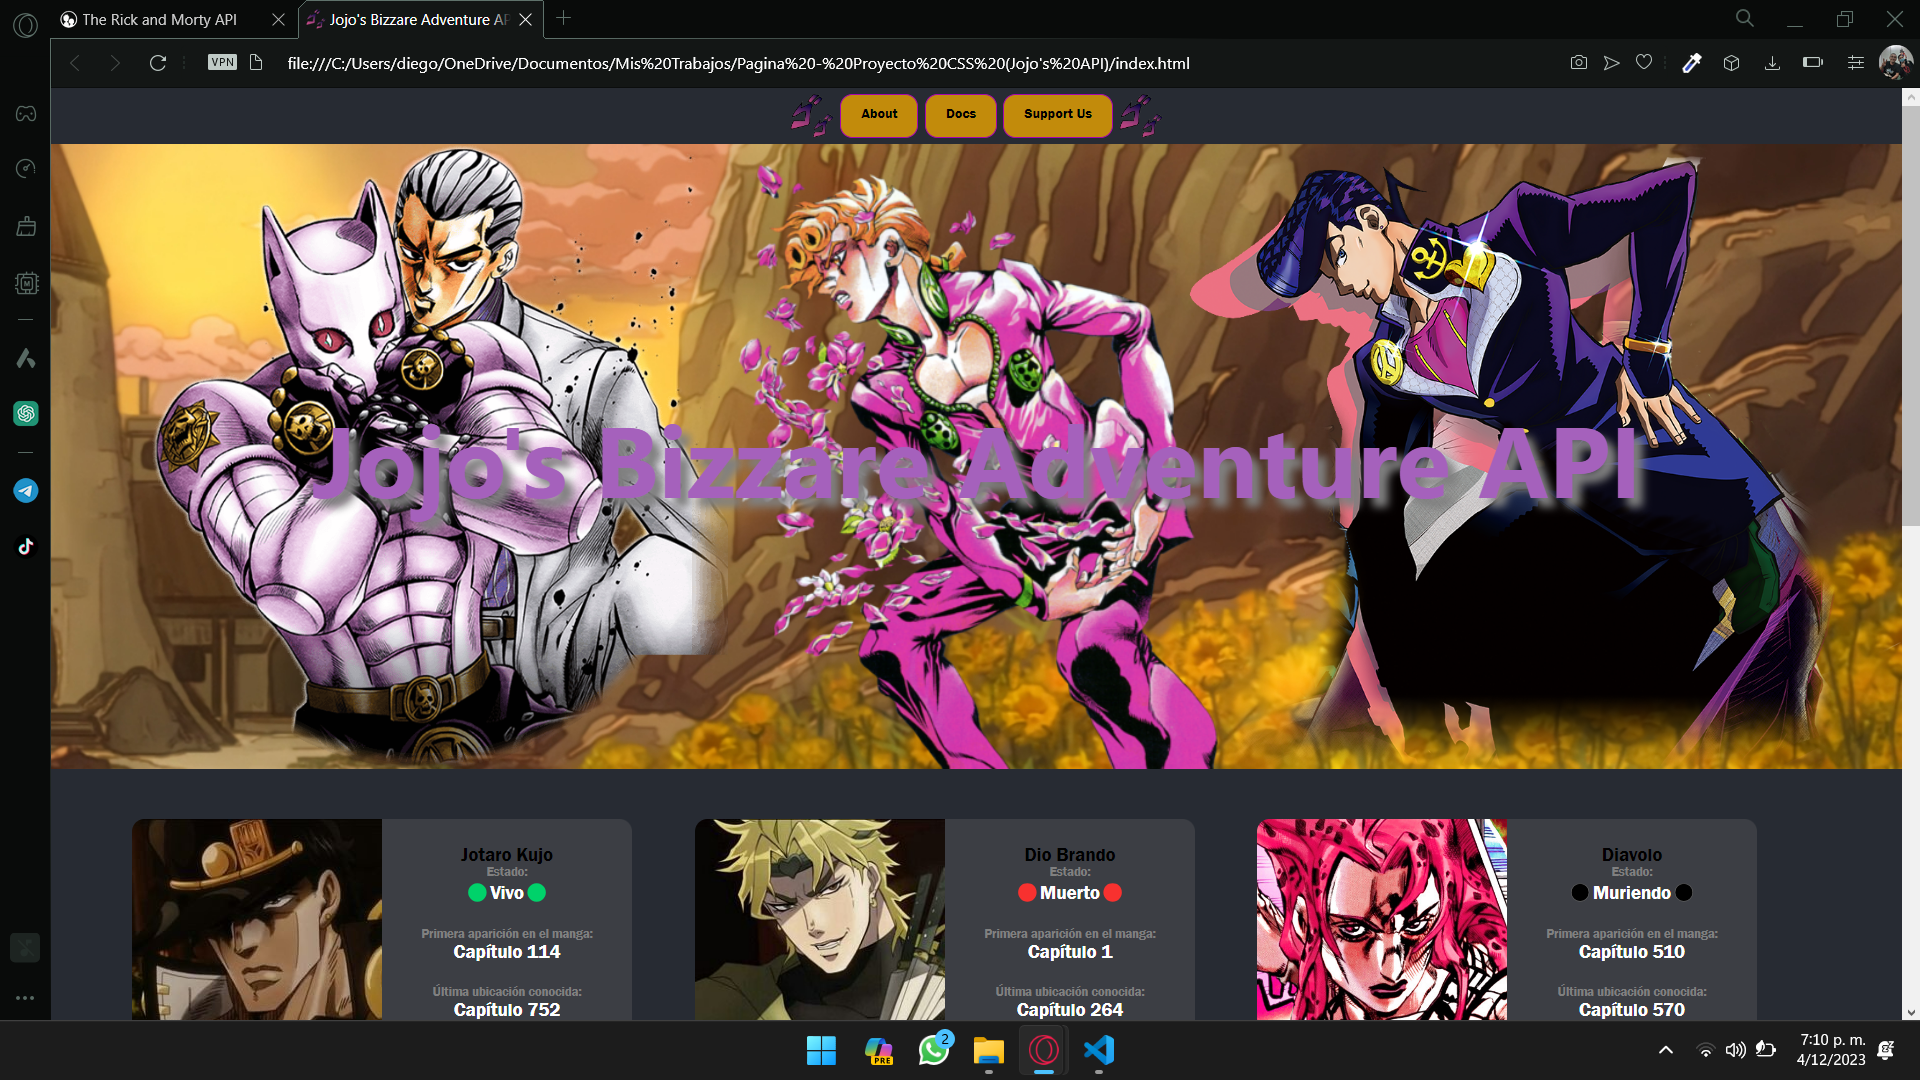 The Rick and Morty API
Jojo's Bizzare Adventure AP
VPN
file:///C:/Users/diego/OneDrive/Documentos/Mis%20Trabajos/Pagina%20-%20Proyecto%20CSS%20(Jojo's%20API)/index.html
About
Docs
Support Us
Jojo's Bizzare Adventure API
Jotaro Kujo
Estado:
Vivo
Primera aparición en el manga:
Capítulo 114
Última ubicación conocida:
Capítulo 752
Dio Brando
Estado:
Muerto
Primera aparición en el manga:
Capítulo 1
Última ubicación conocida:
Capítulo 264
Diavolo
Estado:
Muriendo
Primera aparición en el manga:
Capítulo 510
Última ubicación conocida:
Capítulo 570
PRE
2
7:10 p. m.
4/12/2023